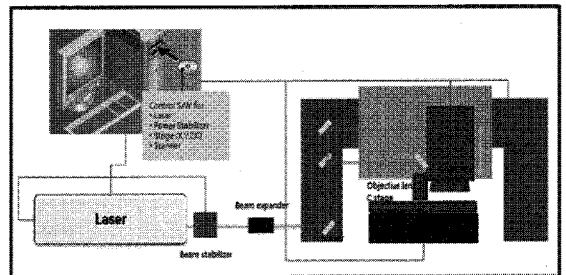 Control S/W for
• Laser
• Power Stabilizer
• Stage (X,Y,Z,C)
• Scanner
Objective lens
C stage
Beam expander
Laser
Beam stabilizer